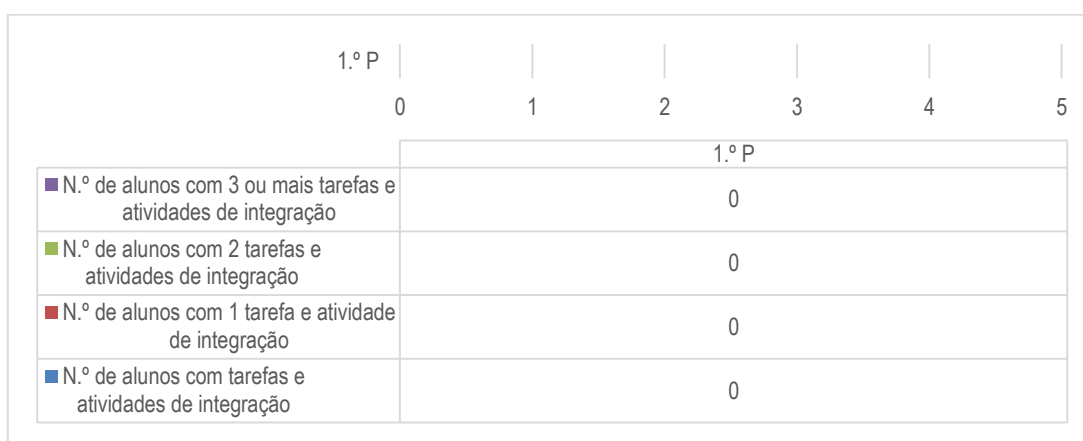 1.º P
0 1 2 3 4 5
1.º P
N.º de alunos com 3 ou mais tarefas e
atividades de integração
0
N.º de alunos com 2 tarefas e
atividades de integração
0
N.º de alunos com 1 tarefa e atividade
de integração
0
N.º de alunos com tarefas e
atividades de integração
0